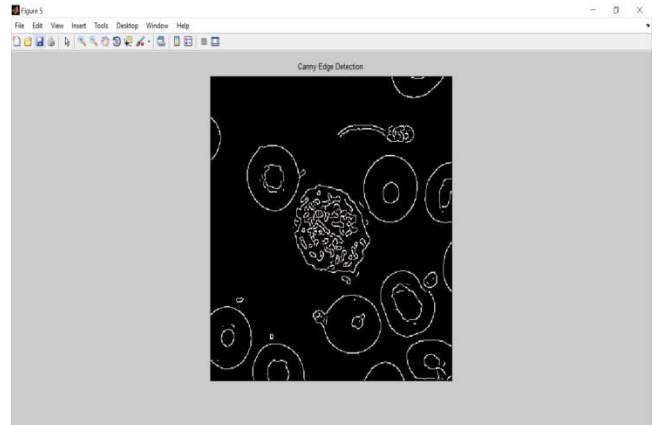 Figure 5
File Edit View Insert Tools Desktop Window Help
Canny Edge Detection